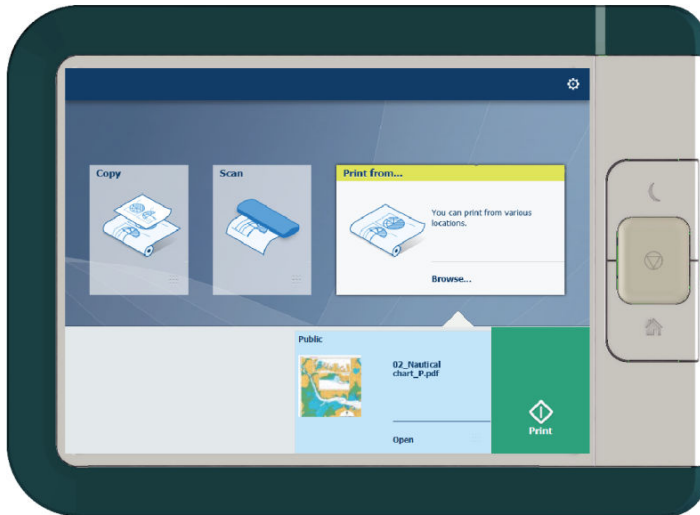 Copy
Scan
Print from...
You can print from various
locations.
Browse...
Public
02_Nautical
chart_P.pdf
Open
Print